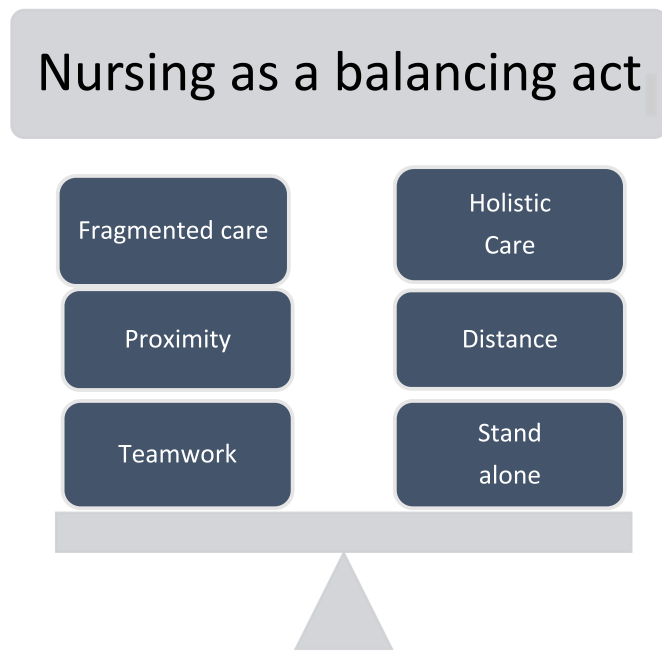 Nursing as a balancing act
Fragmented care
Holistic
Care
Proximity
Distance
Teamwork
Stand
alone